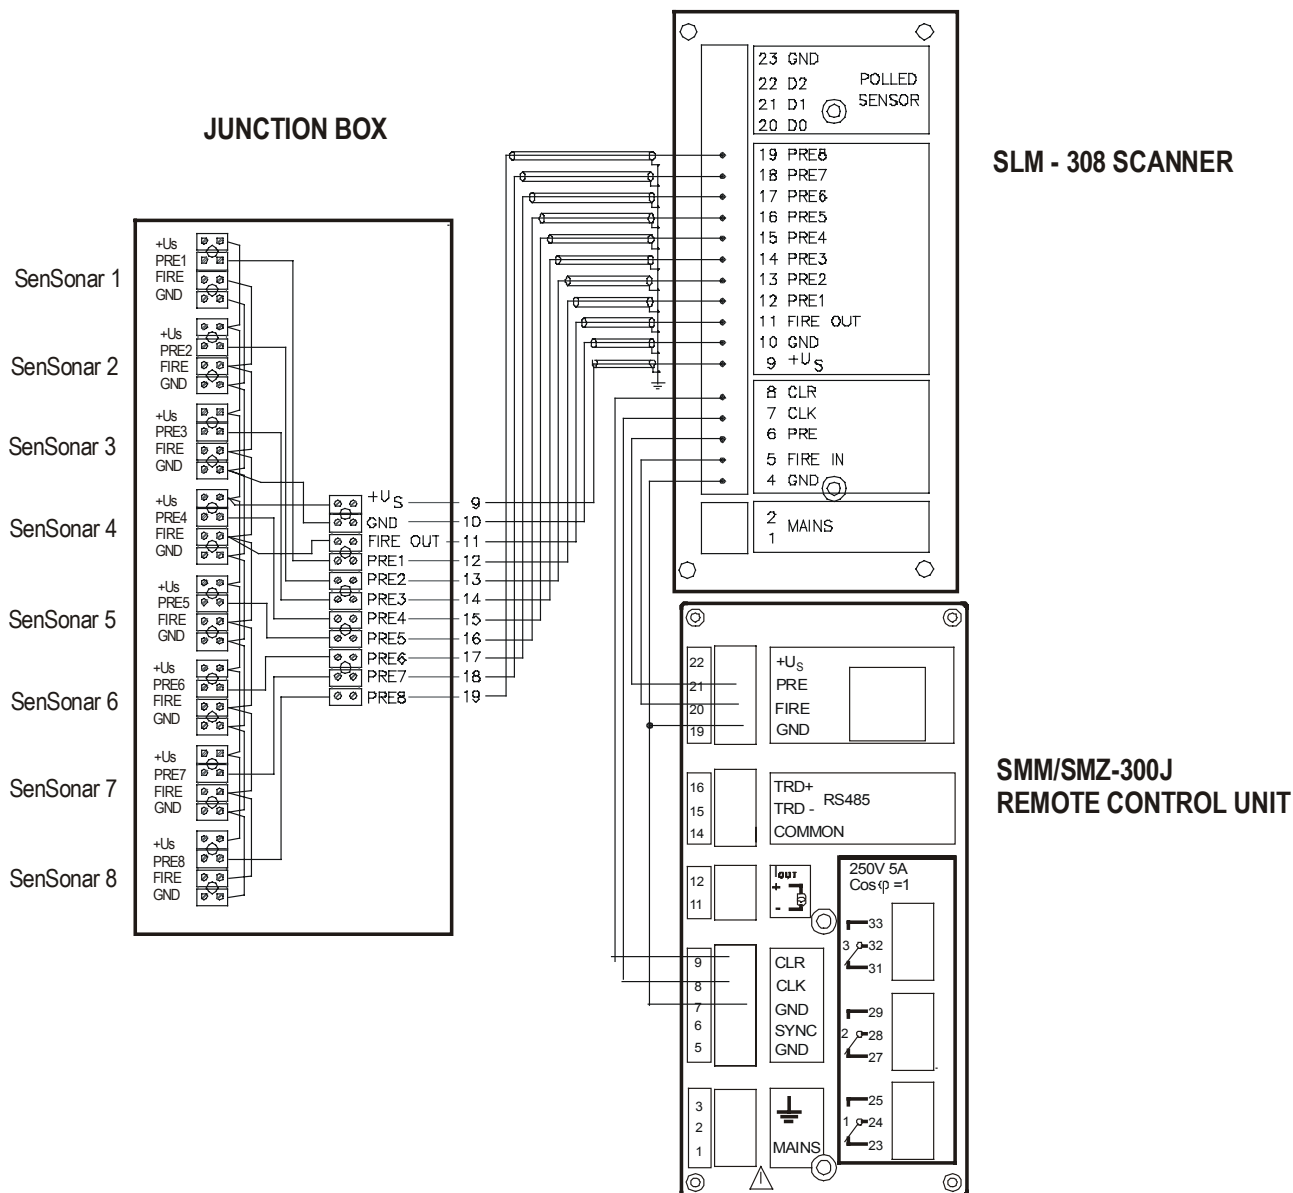 JUNCTION BOX
SenSonar 1
+Us
PRE1
FIRE
GND
SenSonar 2
+Us
PRE2
FIRE
GND
SenSonar 3
+Us
PRE3
FIRE
GND
SenSonar 4
+Us
PRE4
FIRE
GND
SenSonar 5
+Us
PRE5
FIRE
GND
SenSonar 6
+Us
PRE6
FIRE
GND
SenSonar 7
+Us
PRE7
FIRE
GND
SenSonar 8
+Us
PRE8
FIRE
GND
+US 9
GND 10
FIRE OUT 11
PRE1 12
PRE2 13
PRE3 14
PRE4 15
PRE5 16
PRE6 17
PRE7 18
PRE8 19
SLM - 308 SCANNER
23 GND
22 D2
21 D1
20 D0
POLLED
SENSOR
19 PRE8
18 PRE7
17 PRE6
16 PRE5
15 PRE4
14 PRE3
13 PRE2
12 PRE1
11 FIRE OUT
10 GND
9 +US
8 CLR
7 CLK
6 PRE
5 FIRE IN
4 GND
2
1
MAINS
SMM/SMZ-300J
REMOTE CONTROL UNIT
22 +US
21 PRE
20 FIRE
19 GND
16 TRD+
15 TRD -
14 COMMON
RS485
12
11
IOUT
+
-
250V 5A
Cosφ =1
33
3 32
31
29
2 28
27
25
1 24
23
9 CLR
8 CLK
7 GND
6 SYNC
5 GND
3
2
1
MAINS